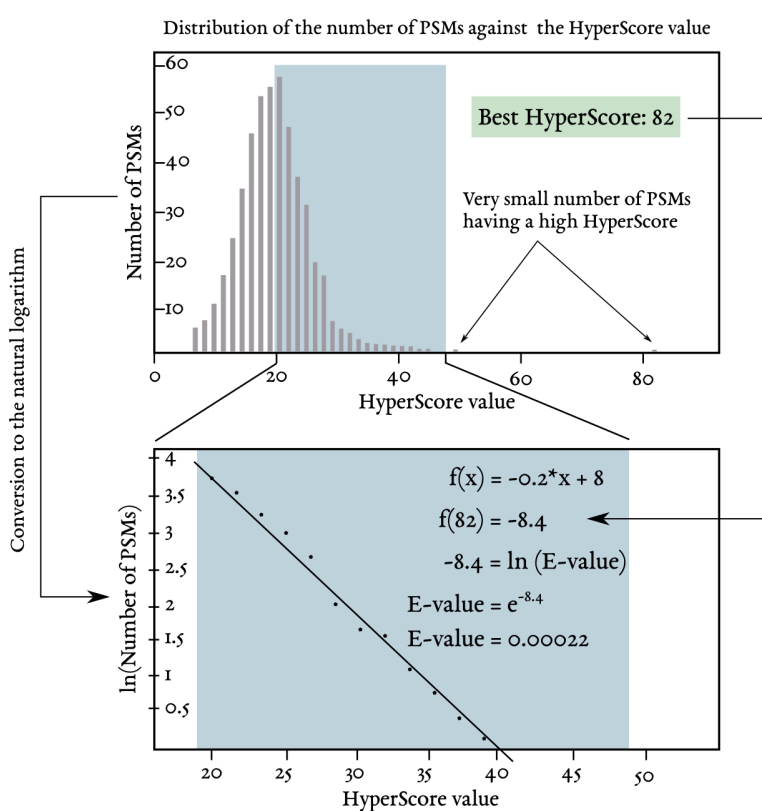 Distribution of the number of PSMs against the HyperScore value
60
50
40
30
20
10
Number of PSMs
Best HyperScore: 82
Very small number of PSMs
having a high HyperScore
0
20
40
60
80
HyperScore value
Conversion to the natural logarithm
4
3.5
3
2.5
2
1.5
1
0.5
ln(Number of PSMs)
f(x) = -0.2*x + 8
f(82) = -8.4
-8.4 = ln (E-value)
E-value = e^-8.4
E-value = 0.00022
20
25
30
35
40
45
50
HyperScore value